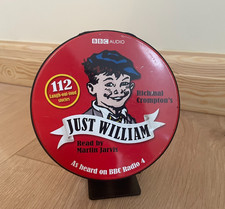 BBC AUDIO
112
Laugh-out-loud
stories
Richmal
Crompton's
JUST WILLIAM
Read by
Martin Jarvis
As heard on BBC Radio 4